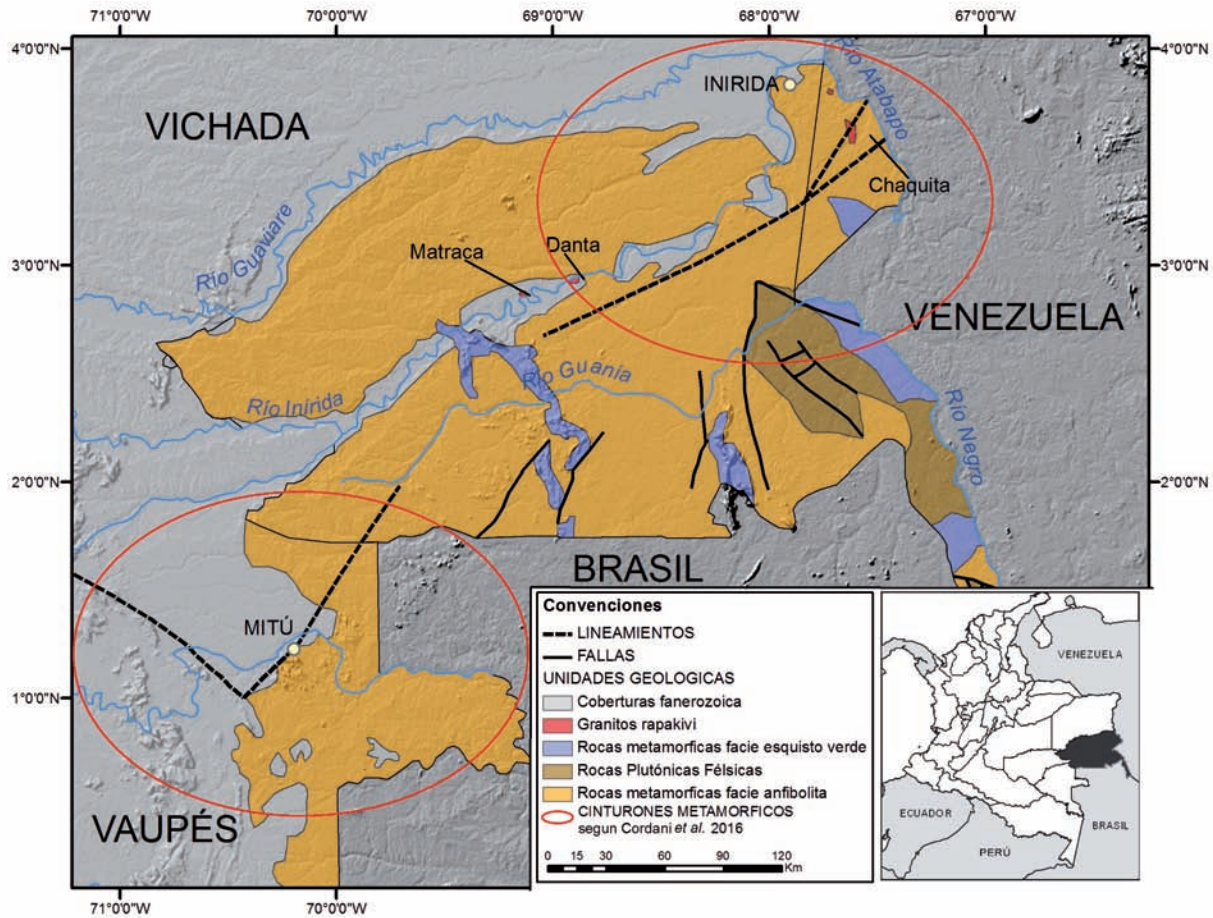 71°0'0"W
70°0'0"W
69°0'0"W
68°0'0"W
67°0'0"W
4°0'0"N
4°0'0"N
VICHADA
INIRIDA
Río Atabapo
Chaquita
Río Guaviare
Matraca
Danta
3°0'0"N
3°0'0"N
VENEZUELA
Río Guania
Río Inírida
Río Negro
2°0'0"N
2°0'0"N
BRASIL
MITÚ
1°0'0"N
VAUPÉS
71°0'0"W
70°0'0"W
Convenciones
LINEAMIENTOS
FALLAS
UNIDADES GEOLOGICAS
Coberturas fanerozoica
Granitos rapakivi
Rocas metamorficas facie esquisto verde
Rocas Plutónicas Félsicas
Rocas metamorficas facie anfibolita
CINTURONES METAMORFICOS
segun Cordani et al. 2016
0 15 30 60 90 120
Km
VENEZUELA
ECUADOR
BRASIL
PERÚ